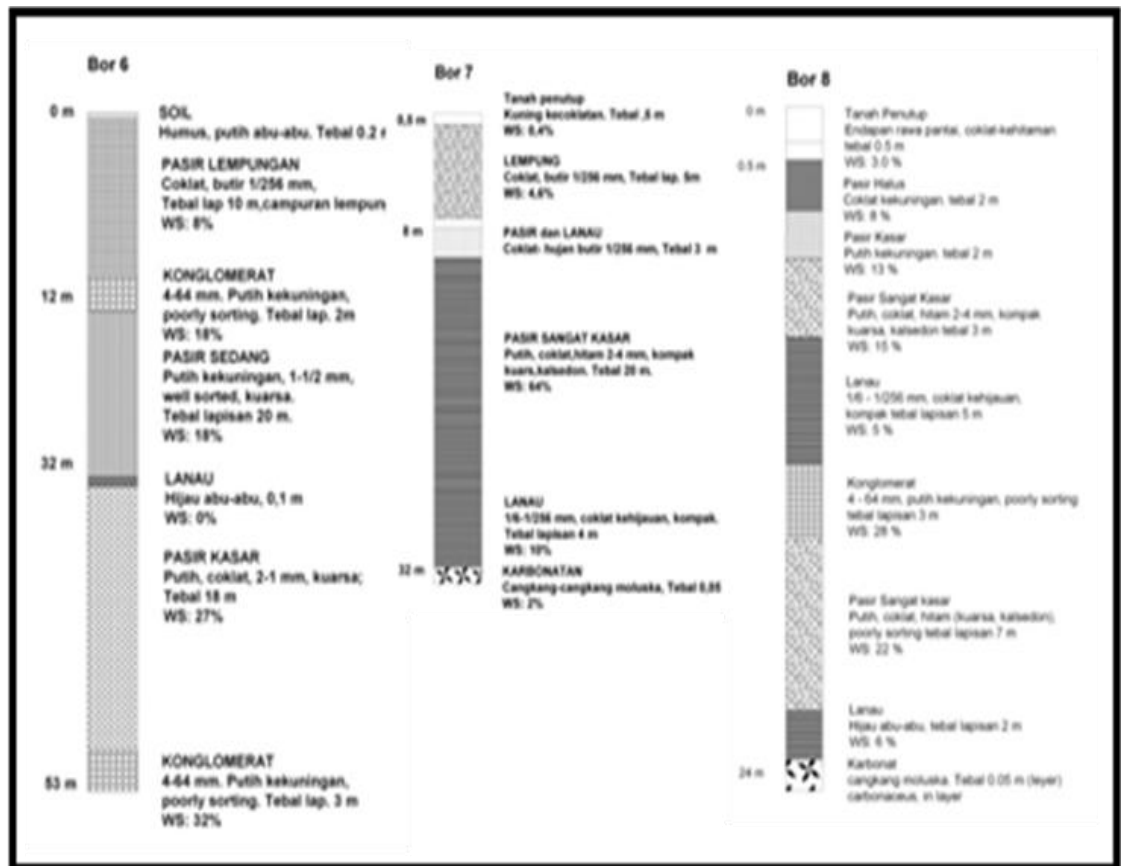 Bor 6
0 m
SOIL
Humus, putih abu-abu. Tebal 0.2
PASIR LEMPUNGAN
Coklat, butir 1/256 mm,
Tebal lap 10 m,campuran lempun
WS: 8%
KONGLOMERAT
12 m
4-64 mm. Putih kekuningan,
poorly sorting. Tebal lap. 2m
WS: 18%
PASIR SEDANG
Putih kekuningan, 1-1/2 mm,
well sorted, kuarsa.
Tebal lapisan 20 m.
WS: 18%
32 m
LANAU
Hijau abu-abu, 0,1 m
WS: 0%
PASIR KASAR
Putih, coklat, 2-1 mm, kuarsa;
Tebal 18 m
WS: 27%
KONGLOMERAT
53 m
4-64 mm. Putih kekuningan,
poorly sorting. Tebal lap. 3 m
WS: 32%
Bor 7
Tanah penutup
Kuning kecoklatan. Tebal ,5 m
0,5 m
WS: 0,4%
LEMPUNG
Coklat, butir 1/256 mm, Tebal lap. 5m
WS: 4,6%
8 m
PASIR dan LANAU
Coklat- hujan butir 1/256 mm, Tebal 3 m
PASIR SANGAT KASAR
Putih, coklat,hitam 2-4 mm, kompak
kuars,kalsedon. Tebal 20 m.
WS: 64%
LANAU
1/6-1/256 mm, coklat kehijauan, kompak.
Tebal lapisan 4 m
WS: 10%
32 m
KARBONATAN
Cangkang-cangkang moluska, Tebal 0,05
WS: 2%
Bor 8
0 m
Tanah Penutup
Endapan rawa pantai, coklat-kehitaman
tebal 0.5 m
WS: 3.0 %
0.5 m
Pasir Halus
Coklat kekuningan. tebal 2 m
WS: 8 %
Pasir Kasar
Putih kekuningan. tebal 2 m
WS: 13 %
Pasir Sangat Kasar
Putih, coklat, hitam 2-4 mm, kompak
kuarsa, kalsedon tebal 3 m
WS: 15 %
Lanau
1/6 - 1/256 mm, coklat kehijauan,
kompak tebal lapisan 5 m
WS: 5 %
Konglomerat
4 - 64 mm, putih kekuningan, poorly sorting
tebal lapisan 3 m
WS: 28 %
Pasir Sangat kasar
Putih, coklat, hitam (kuarsa, kalsedon),
poorly sorting tebal lapisan 7 m
WS: 22 %
Lanau
Hijau abu-abu, tebal lapisan 2 m
WS: 6 %
24 m
Karbonat
cangkang moluska. Tebal 0.05 m (layer)
carbonaceus, in layer